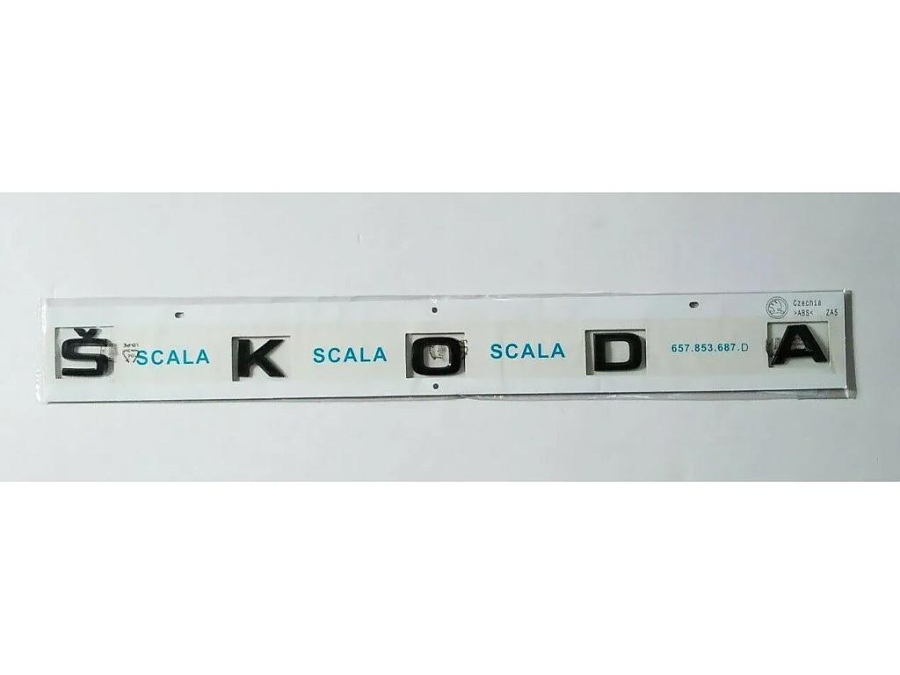 Czechia
>ABS< ZA5
Š SCALA K SCALA O SCALA D 657.853.687.D A